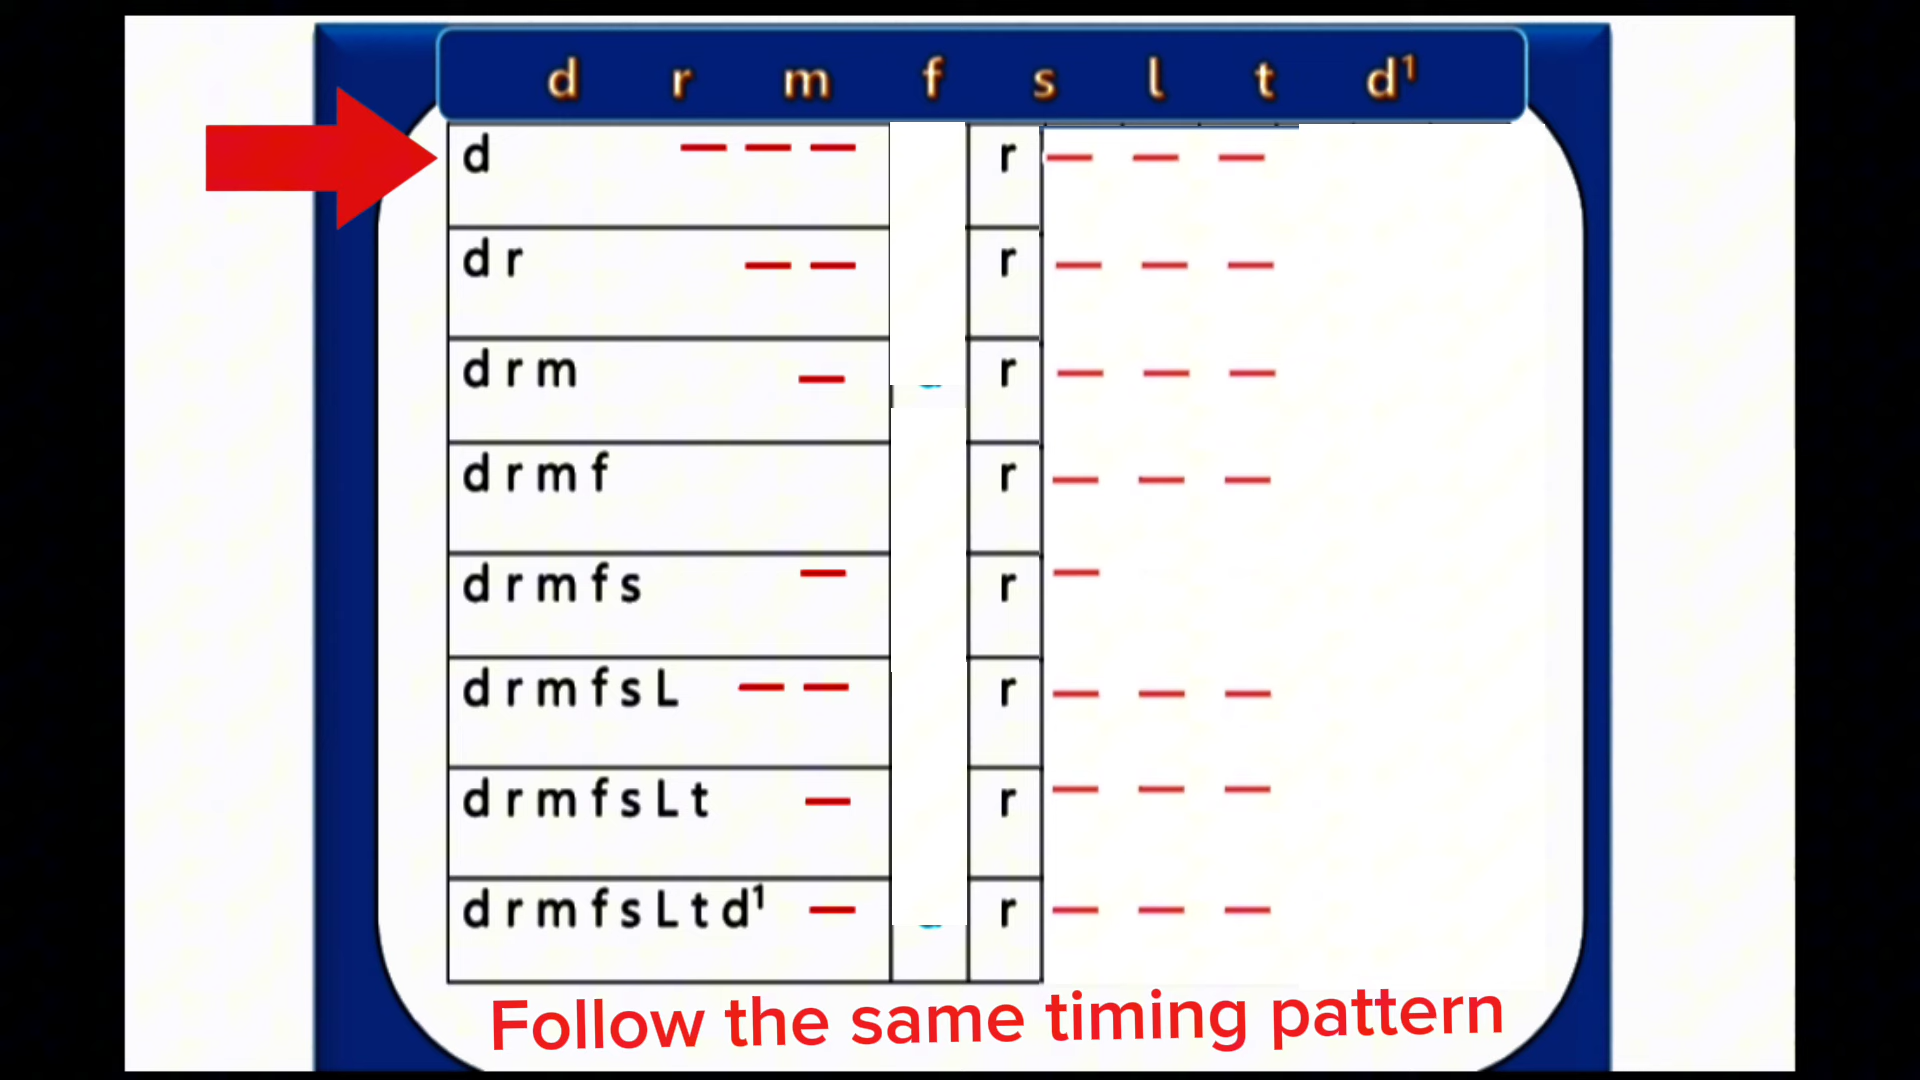 d r m f s l t d¹
d — — — r — — —
d r — — r — — —
d r m — r — — —
d r m f r — — —
d r m f s — r —
d r m f s L — — r — — —
d r m f s L t — r — — —
d r m f s L t d¹ — r — — —
Follow the same timing pattern